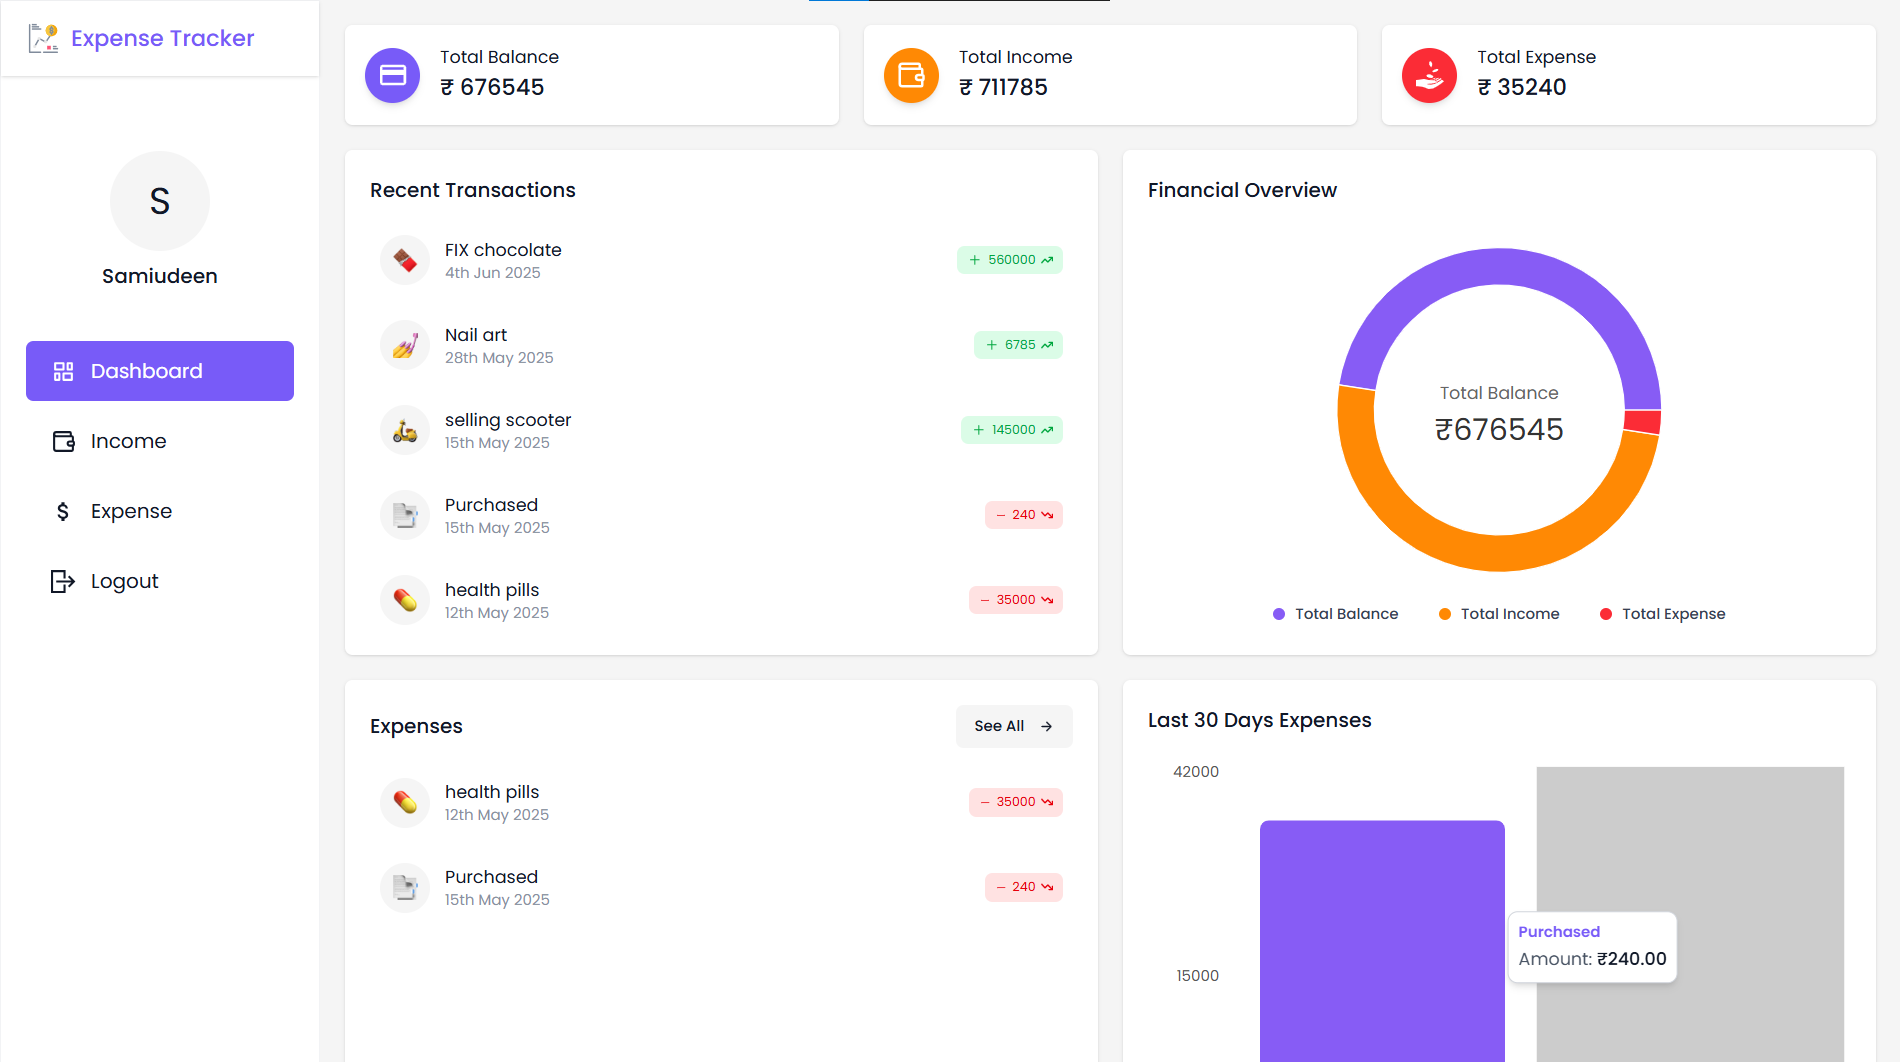 Expense Tracker
S
Samiudeen
Dashboard
Income
$ Expense
Logout
Total Balance
₹ 676545
Total Income
₹ 711785
Total Expense
₹ 35240
Recent Transactions
FIX chocolate
4th Jun 2025
+ 560000
Nail art
28th May 2025
+ 6785
selling scooter
15th May 2025
+ 145000
Purchased
15th May 2025
− 240
health pills
12th May 2025
− 35000
Financial Overview
Total Balance
₹676545
Total Balance
Total Income
Total Expense
Expenses
See All →
health pills
12th May 2025
− 35000
Purchased
15th May 2025
− 240
Last 30 Days Expenses
42000
15000
Purchased
Amount: ₹240.00